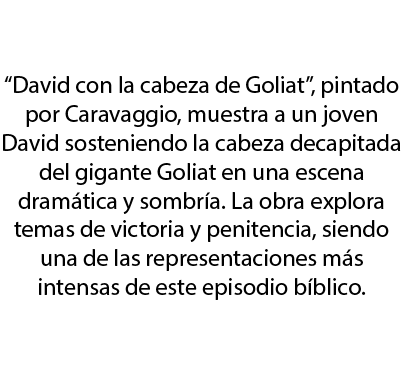 “David con la cabeza de Goliat”, pintado
por Caravaggio, muestra a un joven
David sosteniendo la cabeza decapitada
del gigante Goliat en una escena
dramática y sombría. La obra explora
temas de victoria y penitencia, siendo
una de las representaciones más
intensas de este episodio bíblico.